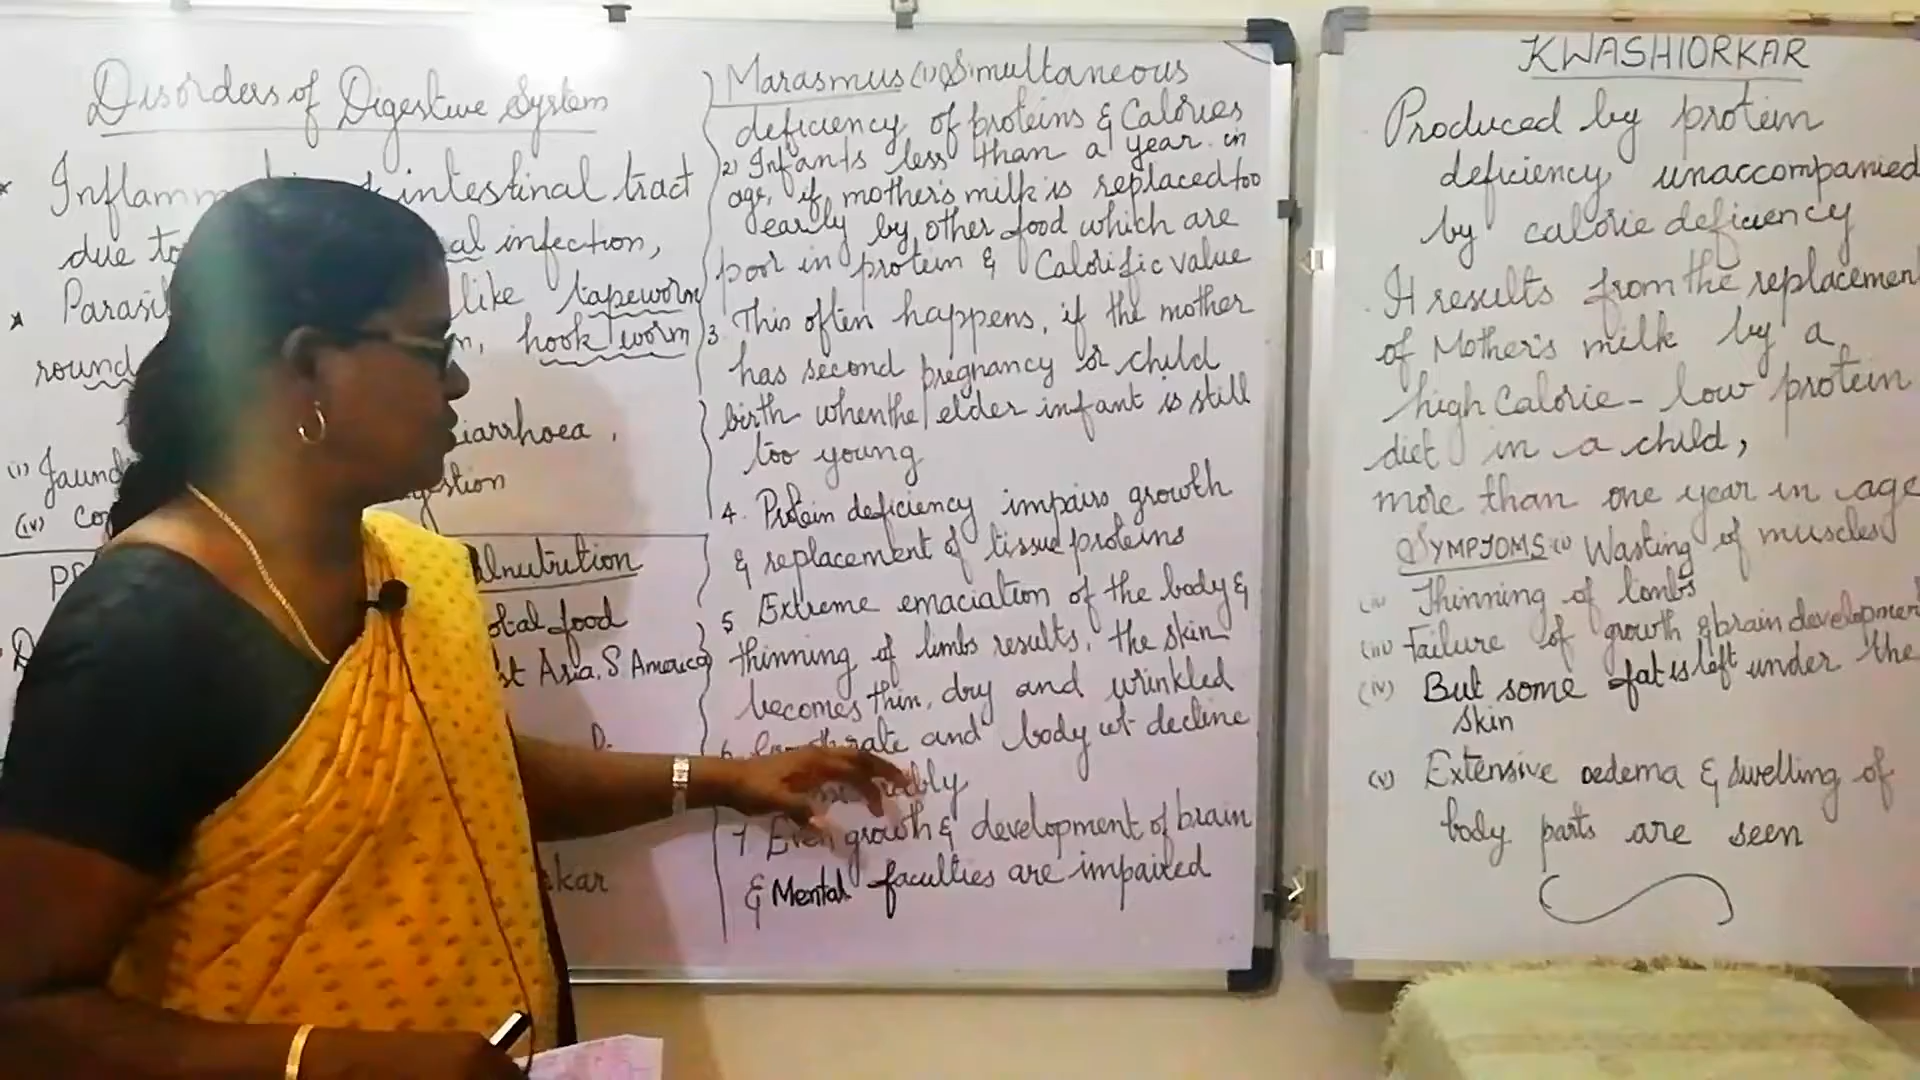 Disorders of Digestive System
* Inflamm intestinal tract
due to al infection,
* Parasi like tapeworm
round hook worm
iarrhoea,
(i) Jaund stion
(iv) Co
lnutrition
otal food
st Asia, S. America
D.
rkar
Marasmus (1) Simultaneous
deficiency of proteins & Calories
2) Infants less than a year in
age, if mother's milk is replaced too
early by other food which are
poor in protein & Calorific value
3 This often happens, if the mother
has second pregnancy or child
birth when the elder infant is still
too young
4. Protein deficiency impairs growth
& replacement of tissue proteins
5 Extreme emaciation of the body &
thinning of limbs results, the skin
becomes thin, dry and wrinkled
6 rate and body wt decline
ably
7 Even growth & development of brain
& Mental faculties are impaired
KWASHIORKAR
Produced by protein
deficiency unaccompanied
by calorie deficiency
It results from the replacemen
of Mother's milk by a
high Calorie - low protein
diet in a child,
more than one year in age
SYMPTOMS (i) Wasting of muscles
(ii) Thinning of limbs
(iii) Failure of growth & brain developmen
(iv) But some fat is left under the
skin
(v) Extensive oedema & swelling of
body parts are seen